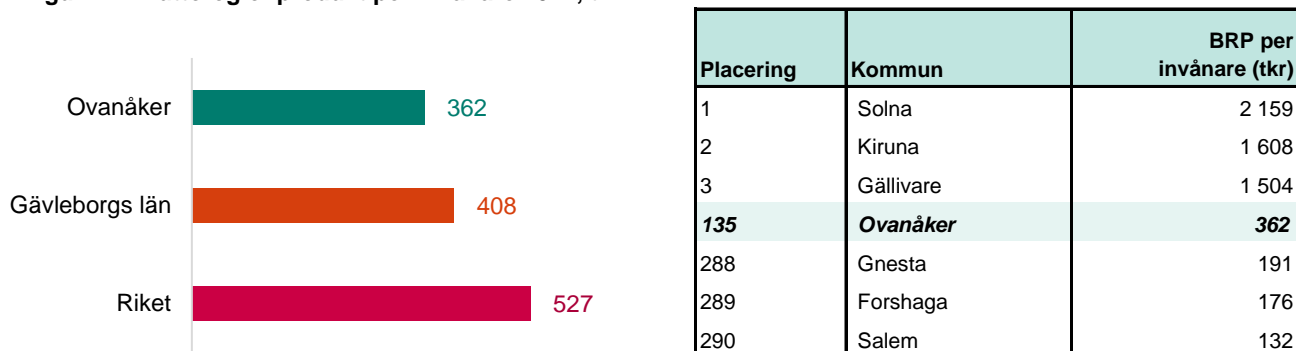 Ovanåker 362
Gävleborgs län 408
Riket 527
Placering Kommun BRP per invånare (tkr)
1 Solna 2 159
2 Kiruna 1 608
3 Gällivare 1 504
135 Ovanåker 362
288 Gnesta 191
289 Forshaga 176
290 Salem 132